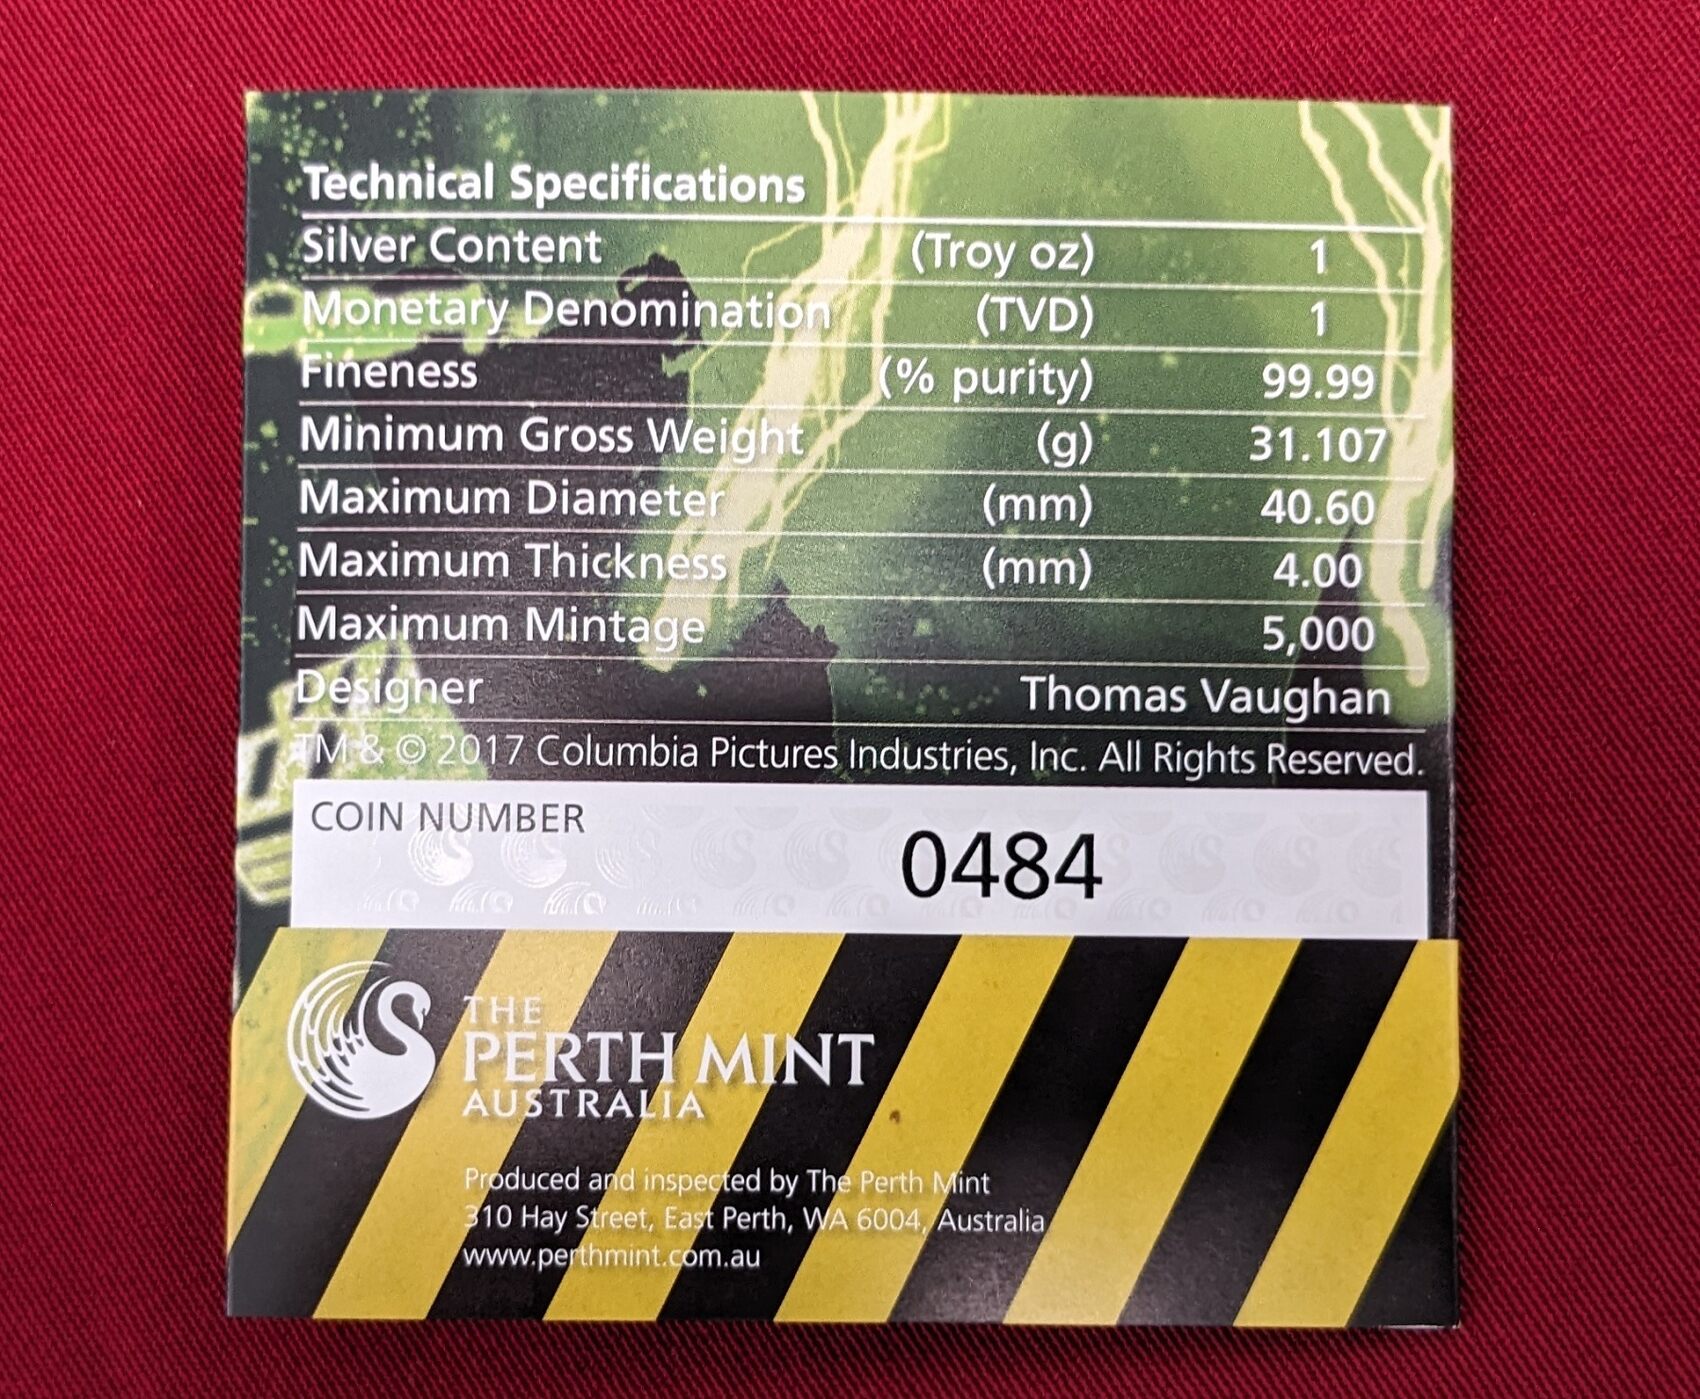 Technical Specifications
Silver Content (Troy oz) 1
Monetary Denomination (TVD) 1
Fineness (% purity) 99.99
Minimum Gross Weight (g) 31.107
Maximum Diameter (mm) 40.60
Maximum Thickness (mm) 4.00
Maximum Mintage 5,000
Designer Thomas Vaughan
TM & © 2017 Columbia Pictures Industries, Inc. All Rights Reserved.
COIN NUMBER 0484
THE
PERTH MINT
AUSTRALIA
Produced and inspected by The Perth Mint
310 Hay Street, East Perth, WA 6004, Australia
www.perthmint.com.au